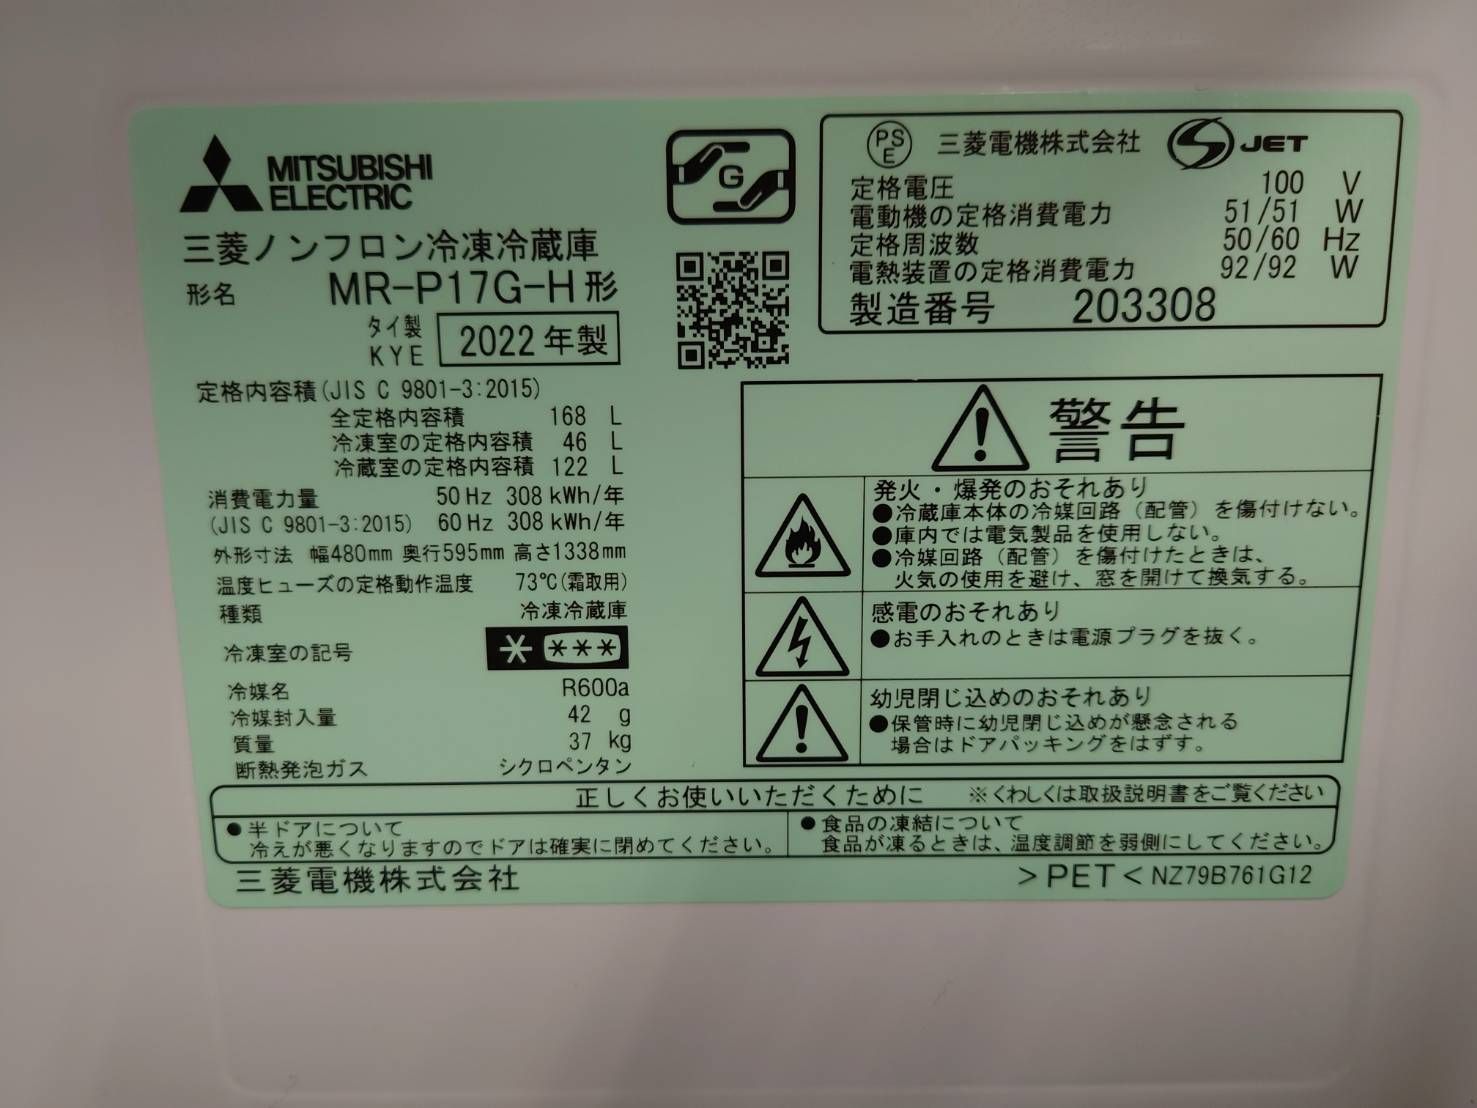 MITSUBISHI
ELECTRIC
三菱ノンフロン冷凍冷蔵庫
形名 MR-P17G-H形
タイ製
KYE 2022年製
G
定格内容積(JIS C 9801-3:2015)
全定格内容積 168 L
冷凍室の定格内容積 46 L
冷蔵室の定格内容積 122 L
消費電力量 50Hz 308kWh/年
(JIS C 9801-3:2015) 60Hz 308kWh/年
外形寸法 幅480mm 奥行595mm 高さ1338mm
温度ヒューズの定格動作温度 73℃(霜取用)
種類 冷凍冷蔵庫
冷凍室の記号 * ***
冷媒名 R600a
冷媒封入量 42 g
質量 37 kg
断熱発泡ガス シクロペンタン
PS
E 三菱電機株式会社 S JET
定格電圧 100 V
電動機の定格消費電力 51/51 W
定格周波数 50/60 Hz
電熱装置の定格消費電力 92/92 W
製造番号 203308
警告
発火・爆発のおそれあり
●冷蔵庫本体の冷媒回路(配管)を傷付けない。
●庫内では電気製品を使用しない。
●冷媒回路(配管)を傷付けたときは、
火気の使用を避け、窓を開けて換気する。
感電のおそれあり
●お手入れのときは電源プラグを抜く。
幼児閉じ込めのおそれあり
●保管時に幼児閉じ込めが懸念される
場合はドアパッキングをはずす。
正しくお使いいただくために ※くわしくは取扱説明書をご覧ください
●半ドアについて
冷えが悪くなりますのでドアは確実に閉めてください。
●食品の凍結について
食品が凍るときは、温度調節を弱側にしてください。
三菱電機株式会社 >PET< NZ79B761G12